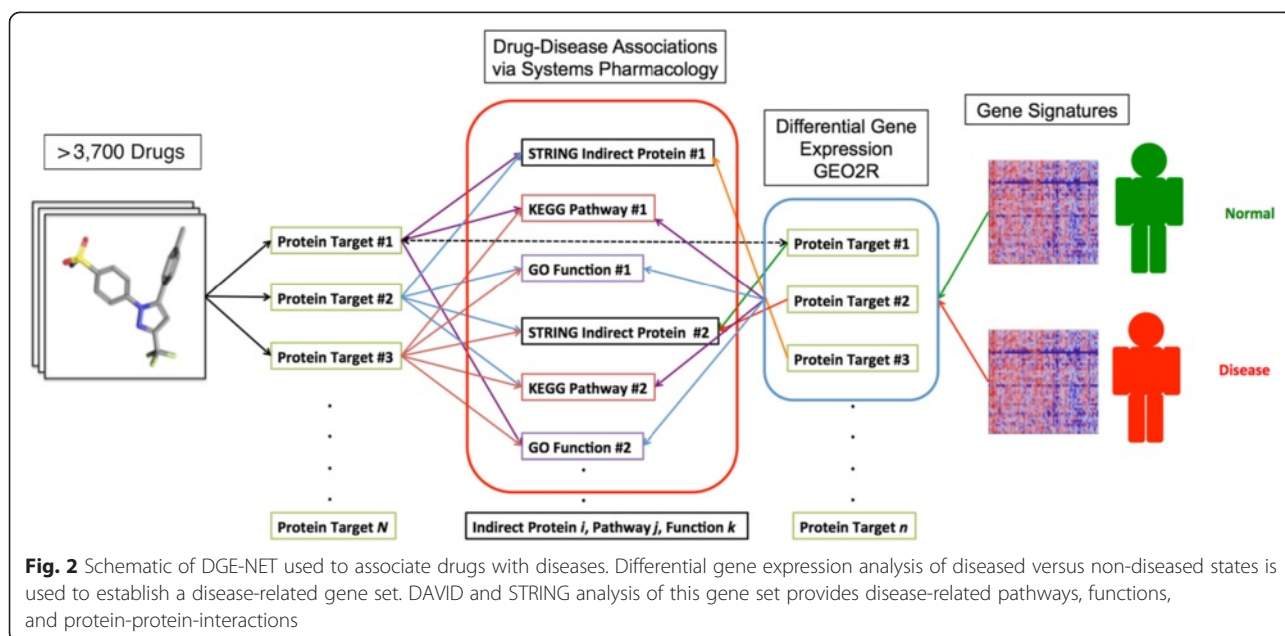 Drug-Disease Associations
via Systems Pharmacology
Gene Signatures
>3,700 Drugs
Differential Gene
Expression
GEO2R
STRING Indirect Protein #1
KEGG Pathway #1
GO Function #1
STRING Indirect Protein #2
KEGG Pathway #2
GO Function #2
Protein Target #1
Protein Target #2
Protein Target #3
Protein Target #1
Protein Target #2
Protein Target #3
Normal
Disease
Protein Target N
Indirect Protein i, Pathway j, Function k
Protein Target n
Fig. 2 Schematic of DGE-NET used to associate drugs with diseases. Differential gene expression analysis of diseased versus non-diseased states is
used to establish a disease-related gene set. DAVID and STRING analysis of this gene set provides disease-related pathways, functions,
and protein-protein-interactions